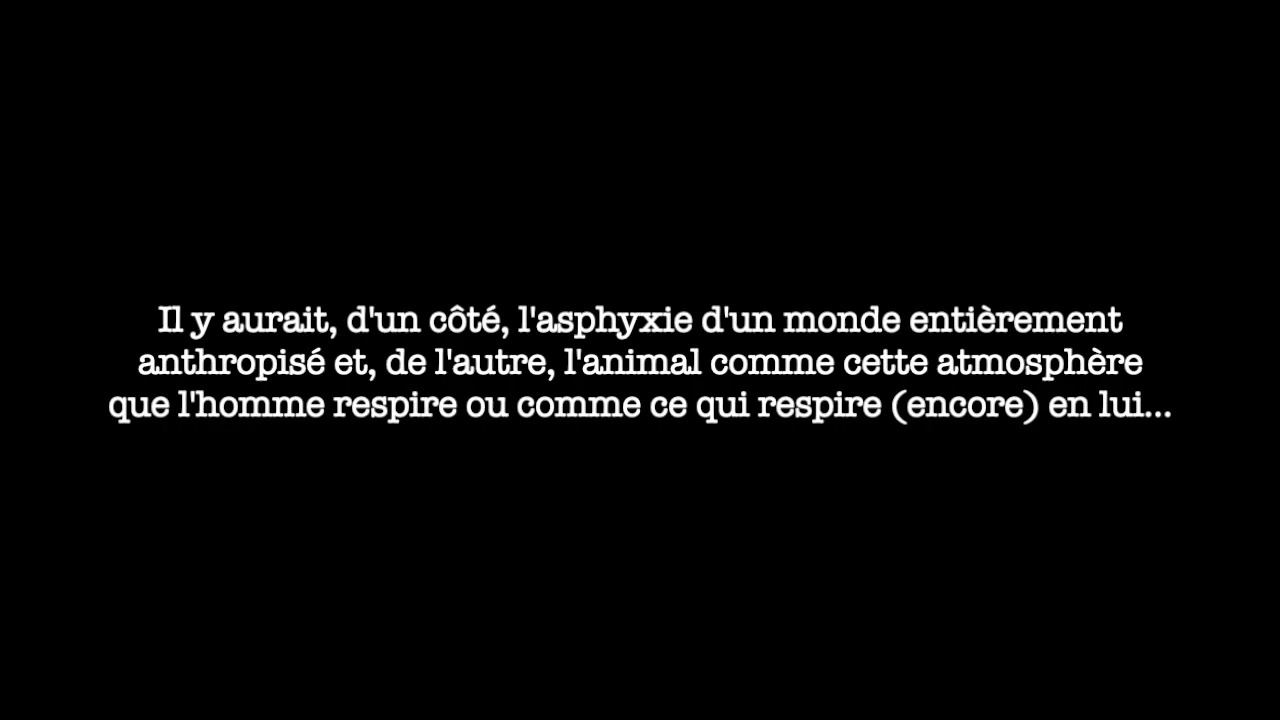 Il y aurait, d'un côté, l'asphyxie d'un monde entièrement
anthropisé et, de l'autre, l'animal comme cette atmosphère
que l'homme respire ou comme ce qui respire (encore) en lui...